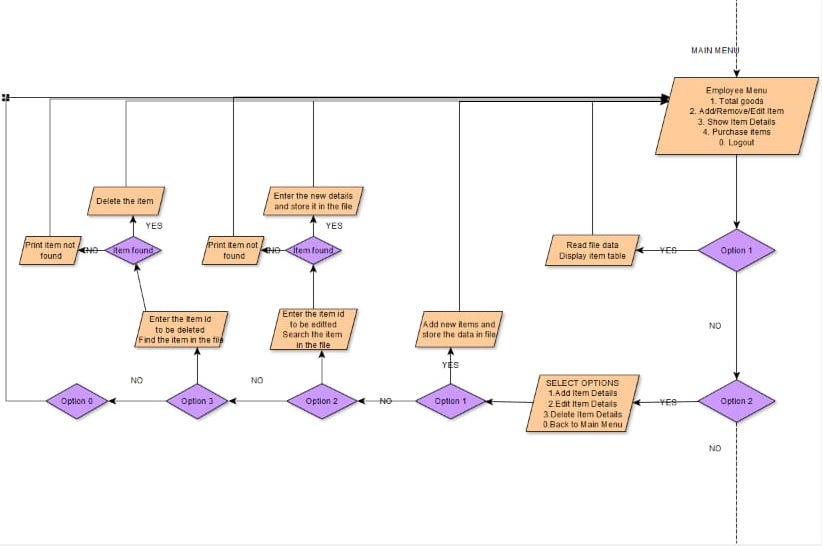 MAIN MENU
Employee Menu
1. Total goods
2. Add/Remove/Edit Item
3. Show Item Details
4. Purchase items
0. Logout
Delete the item
Enter the new details
and store it in the file
YES
YES
Print item not
found
NO
Item found
Print item not
found
NO
Item found
Read file data
Display item table
YES
Option 1
Enter the item id
to be deleted
Find the item in the file
Enter the item id
to be editted
Search the item
in the file
Add new items and
store the data in file
NO
YES
NO
NO
SELECT OPTIONS
1.Add Item Details
2.Edit Item Details
3.Delete Item Details
0.Back to Main Menu
Option 0
Option 3
Option 2
NO
Option 1
YES
Option 2
NO